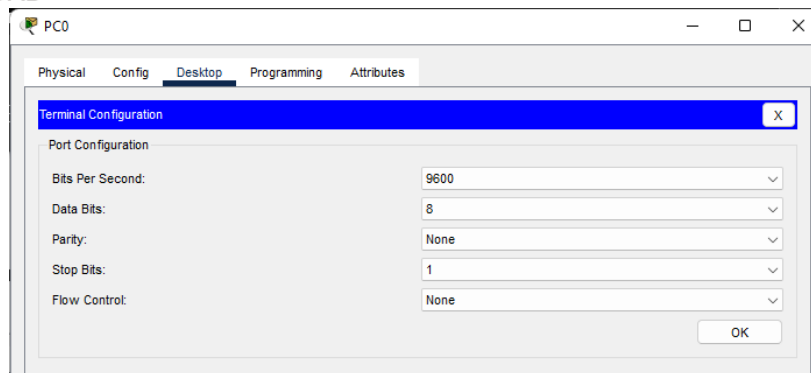 PC0
Physical Config Desktop Programming Attributes
Terminal Configuration X
Port Configuration
Bits Per Second: 9600
Data Bits: 8
Parity: None
Stop Bits: 1
Flow Control: None
OK